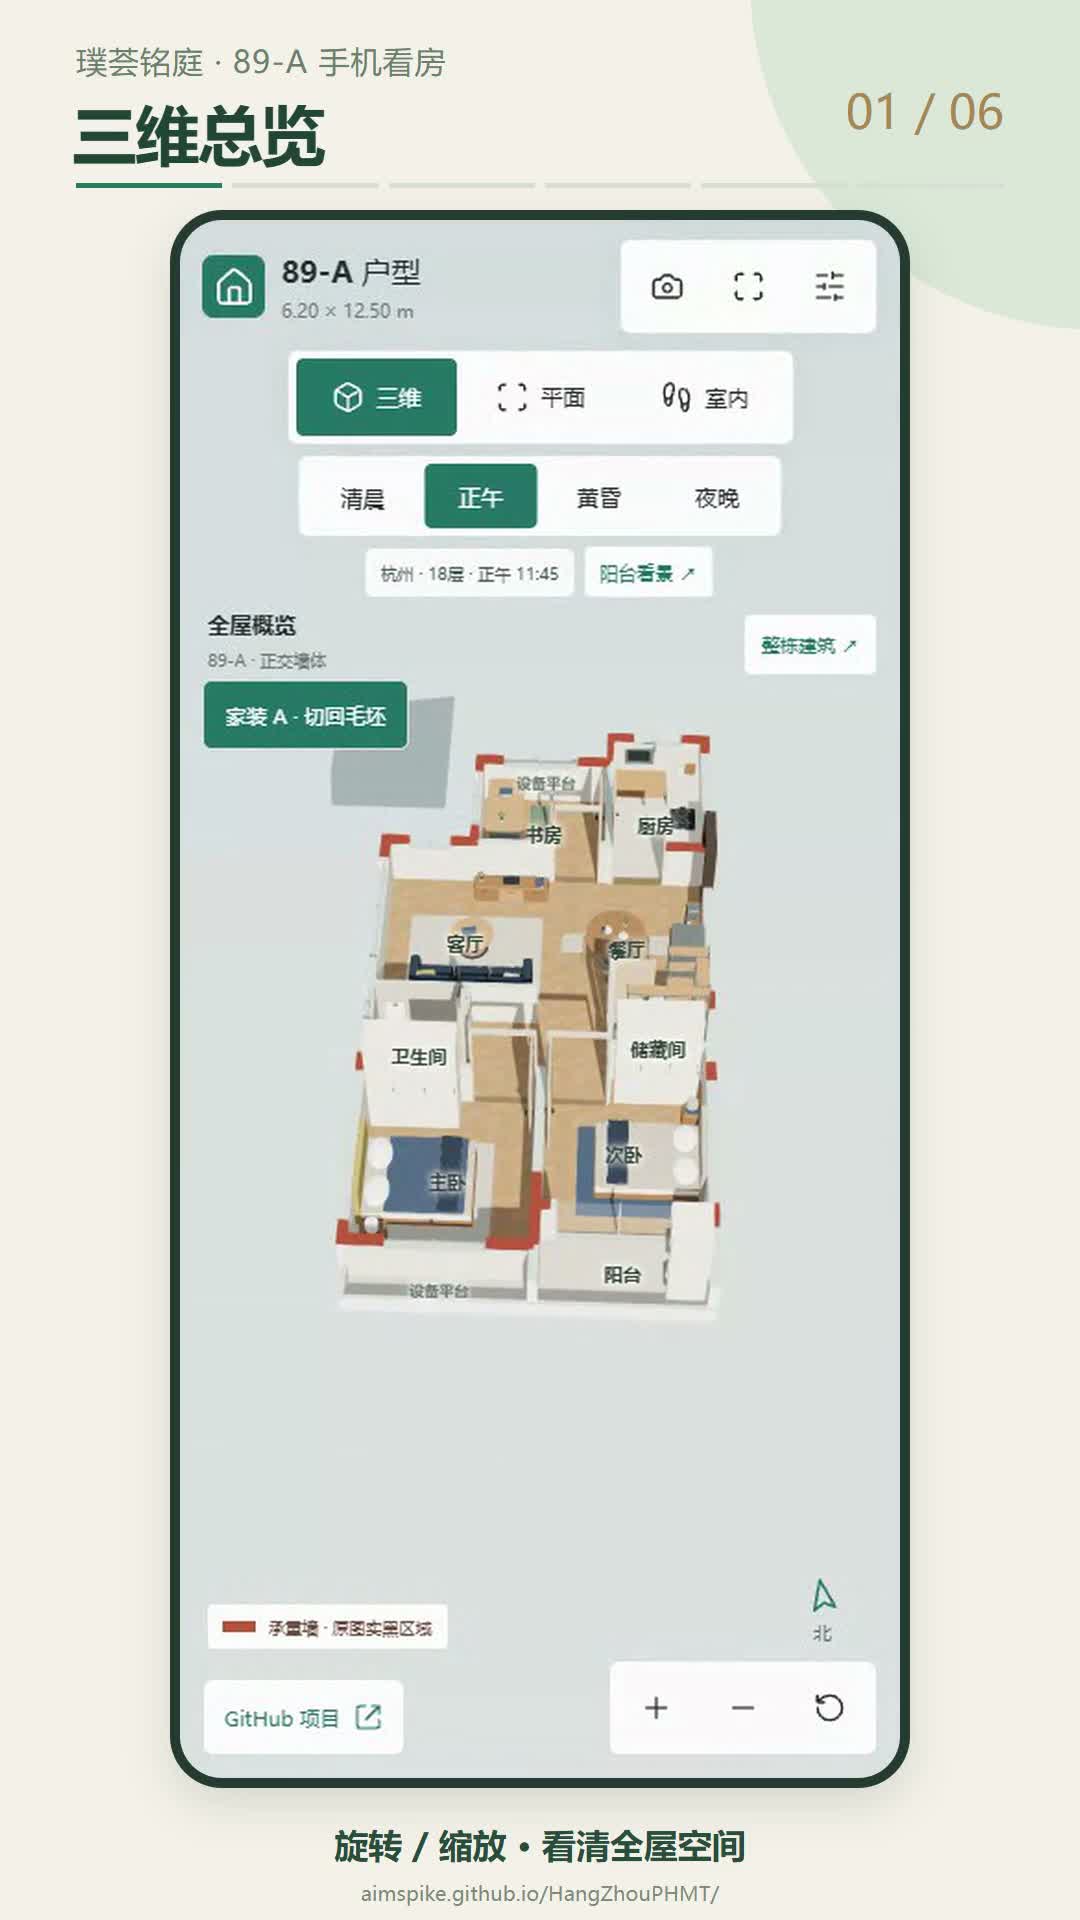 璞荟铭庭 · 89-A 手机看房
三维总览
01 / 06
89-A 户型
6.20 × 12.50 m
三维
平面
室内
清晨
正午
黄昏
夜晚
杭州 · 18层 · 正午 11:45
阳台看景 ↗
全屋概览
89-A · 正交墙体
整栋建筑 ↗
家装 A · 切回毛坯
设备平台
书房
厨房
客厅
餐厅
卫生间
储藏间
主卧
次卧
设备平台
阳台
承重墙 · 原图实黑区域
北
GitHub 项目
旋转 / 缩放 · 看清全屋空间
aimspike.github.io/HangZhouPHMT/